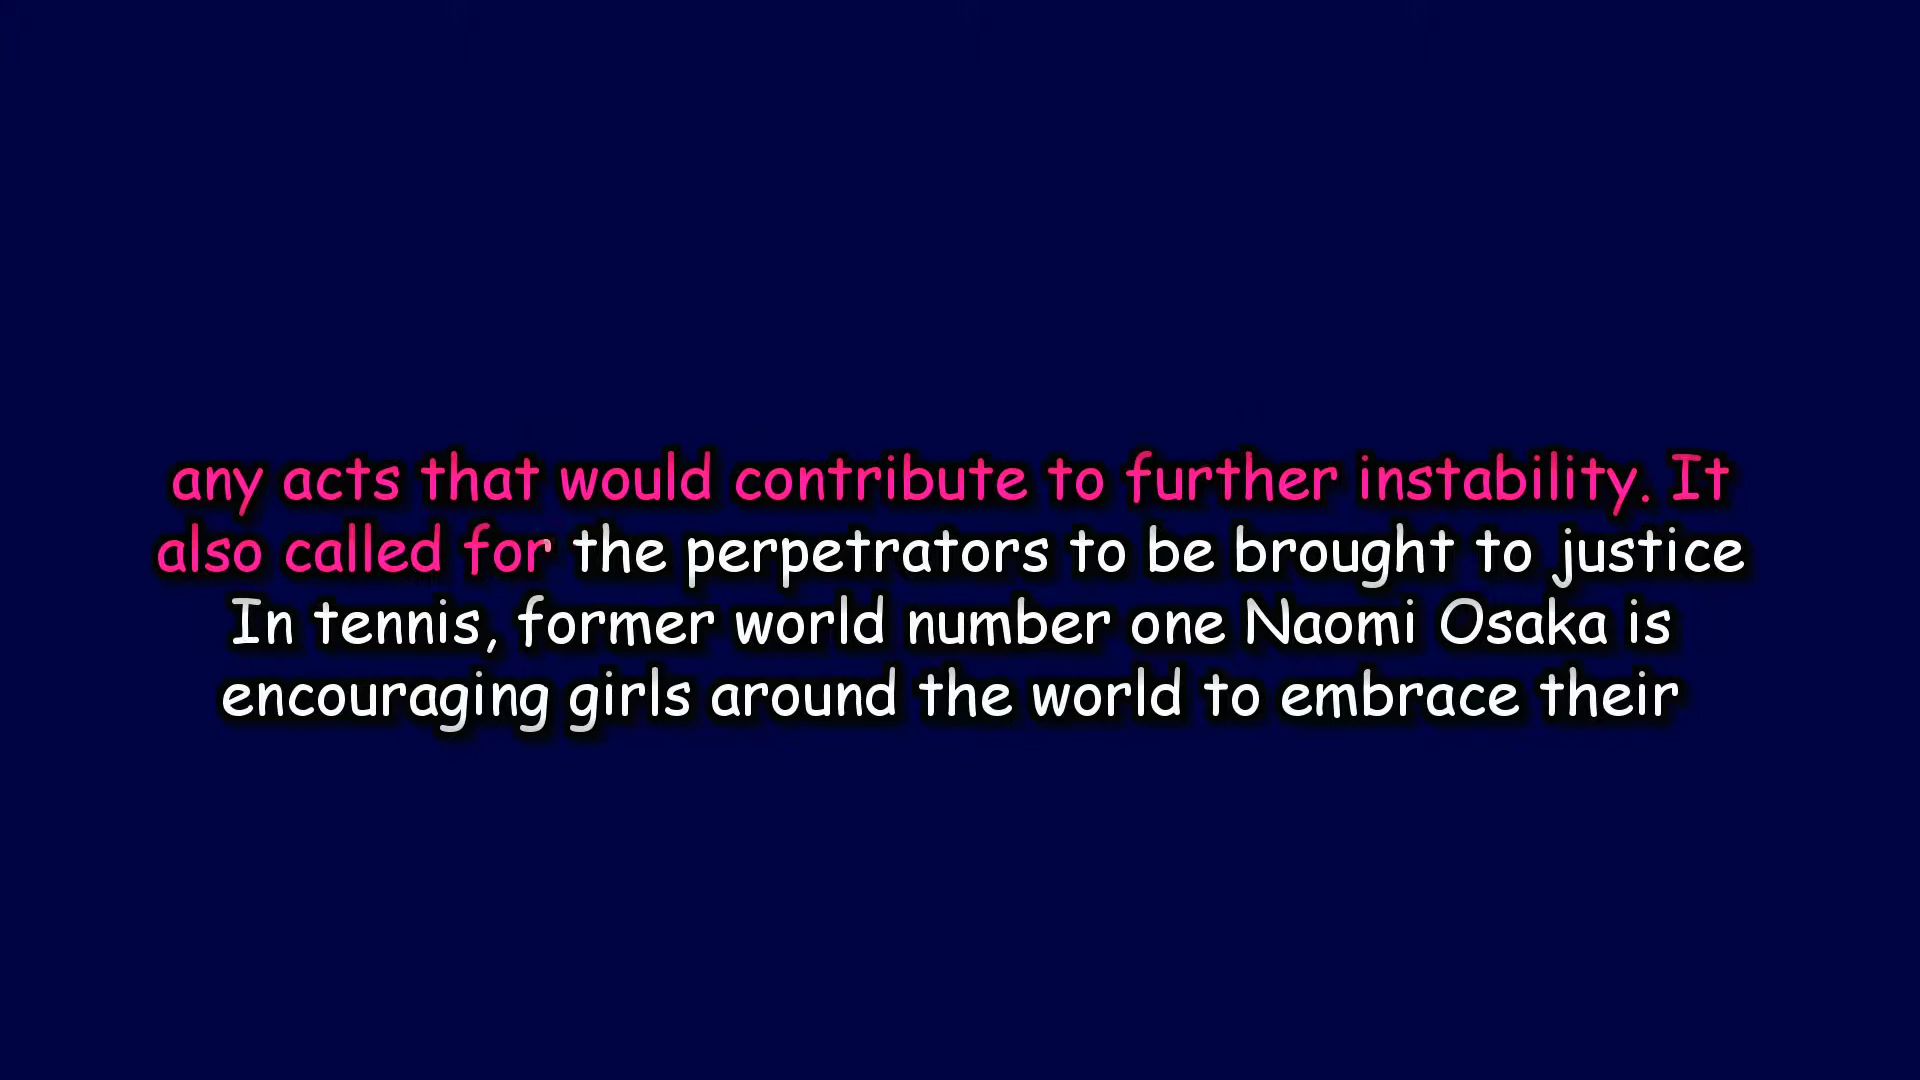 any acts that would contribute to further instability. It
also called for the perpetrators to be brought to justice
In tennis, former world number one Naomi Osaka is
encouraging girls around the world to embrace their